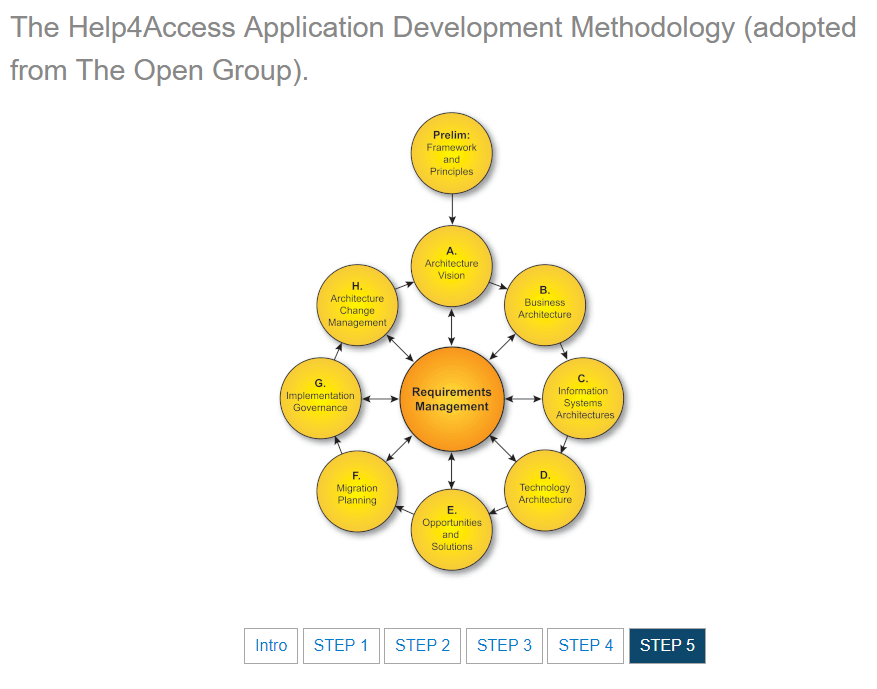 The Help4Access Application Development Methodology (adopted
from The Open Group).
Prelim:
Framework
and
Principles
A.
Architecture
Vision
H.
Architecture
Change
Management
B.
Business
Architecture
G.
Implementation
Governance
Requirements
Management
C.
Information
Systems
Architectures
F.
Migration
Planning
D.
Technology
Architecture
E.
Opportunities
and
Solutions
Intro
STEP 1
STEP 2
STEP 3
STEP 4
STEP 5